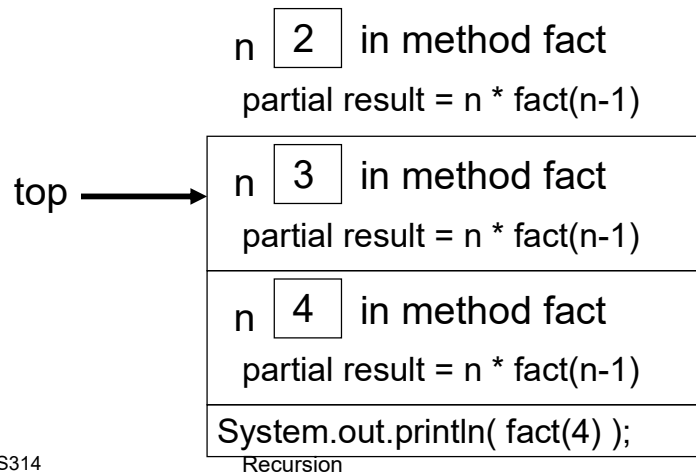 n 2 in method fact
partial result = n * fact(n-1)
top n 3 in method fact
partial result = n * fact(n-1)
n 4 in method fact
partial result = n * fact(n-1)
System.out.println( fact(4) );
S314 Recursion